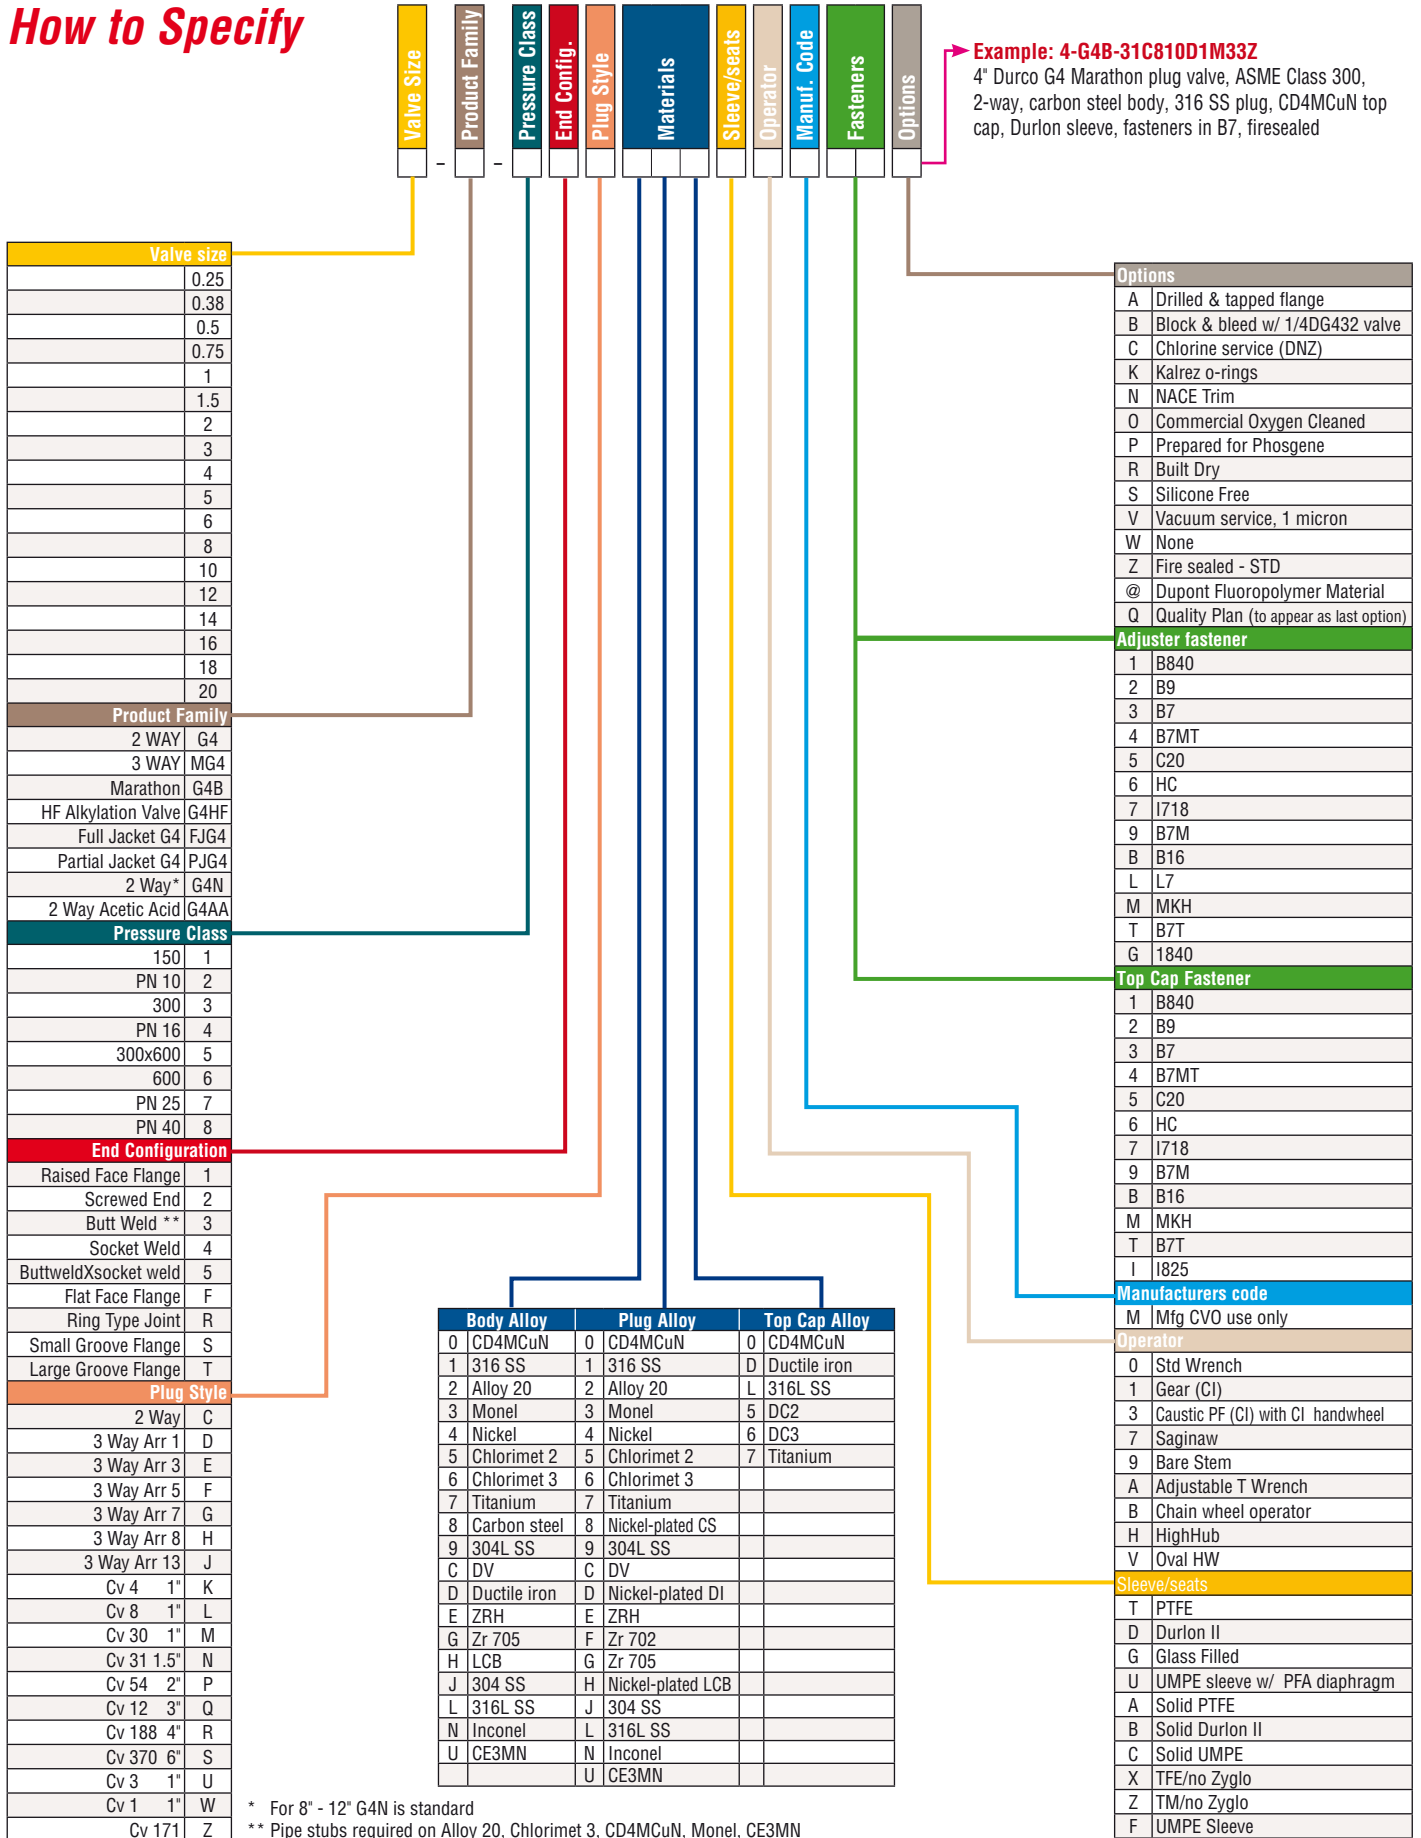 How to Specify
Valve Size
Product Family
Pressure Class
End Config.
Plug Style
Materials
Sleeve/seats
Operator
Manuf. Code
Fasteners
Options
- -
Example: 4-G4B-31C810D1M33Z
4" Durco G4 Marathon plug valve, ASME Class 300,
2-way, carbon steel body, 316 SS plug, CD4MCuN top
cap, Durlon sleeve, fasteners in B7, firesealed
Valve size
0.25
0.38
0.5
0.75
1
1.5
2
3
4
5
6
8
10
12
14
16
18
20
Product Family
2 WAY G4
3 WAY MG4
Marathon G4B
HF Alkylation Valve G4HF
Full Jacket G4 FJG4
Partial Jacket G4 PJG4
2 Way* G4N
2 Way Acetic Acid G4AA
Pressure Class
150 1
PN 10 2
300 3
PN 16 4
300x600 5
600 6
PN 25 7
PN 40 8
End Configuration
Raised Face Flange 1
Screwed End 2
Butt Weld ** 3
Socket Weld 4
ButtweldXsocket weld 5
Flat Face Flange F
Ring Type Joint R
Small Groove Flange S
Large Groove Flange T
Plug Style
2 Way C
3 Way Arr 1 D
3 Way Arr 3 E
3 Way Arr 5 F
3 Way Arr 7 G
3 Way Arr 8 H
3 Way Arr 13 J
Cv 4 1" K
Cv 8 1" L
Cv 30 1" M
Cv 31 1.5" N
Cv 54 2" P
Cv 12 3" Q
Cv 188 4" R
Cv 370 6" S
Cv 3 1" U
Cv 1 1" W
Cv 171 Z
Body Alloy Plug Alloy Top Cap Alloy
0 CD4MCuN 0 CD4MCuN 0 CD4MCuN
1 316 SS 1 316 SS D Ductile iron
2 Alloy 20 2 Alloy 20 L 316L SS
3 Monel 3 Monel 5 DC2
4 Nickel 4 Nickel 6 DC3
5 Chlorimet 2 5 Chlorimet 2 7 Titanium
6 Chlorimet 3 6 Chlorimet 3
7 Titanium 7 Titanium
8 Carbon steel 8 Nickel-plated CS
9 304L SS 9 304L SS
C DV C DV
D Ductile iron D Nickel-plated DI
E ZRH E ZRH
G Zr 705 F Zr 702
H LCB G Zr 705
J 304 SS H Nickel-plated LCB
L 316L SS J 304 SS
N Inconel L 316L SS
U CE3MN N Inconel
U CE3MN
* For 8" - 12" G4N is standard
** Pipe stubs required on Alloy 20, Chlorimet 3, CD4MCuN, Monel, CE3MN
Options
A Drilled & tapped flange
B Block & bleed w/ 1/4DG432 valve
C Chlorine service (DNZ)
K Kalrez o-rings
N NACE Trim
O Commercial Oxygen Cleaned
P Prepared for Phosgene
R Built Dry
S Silicone Free
V Vacuum service, 1 micron
W None
Z Fire sealed - STD
@ Dupont Fluoropolymer Material
Q Quality Plan (to appear as last option)
Adjuster fastener
1 B840
2 B9
3 B7
4 B7MT
5 C20
6 HC
7 I718
9 B7M
B B16
L L7
M MKH
T B7T
G 1840
Top Cap Fastener
1 B840
2 B9
3 B7
4 B7MT
5 C20
6 HC
7 I718
9 B7M
B B16
M MKH
T B7T
I I825
Manufacturers code
M Mfg CVO use only
Operator
0 Std Wrench
1 Gear (CI)
3 Caustic PF (CI) with CI handwheel
7 Saginaw
9 Bare Stem
A Adjustable T Wrench
B Chain wheel operator
H HighHub
V Oval HW
Sleeve/seats
T PTFE
D Durlon II
G Glass Filled
U UMPE sleeve w/ PFA diaphragm
A Solid PTFE
B Solid Durlon II
C Solid UMPE
X TFE/no Zyglo
Z TM/no Zyglo
F UMPE Sleeve